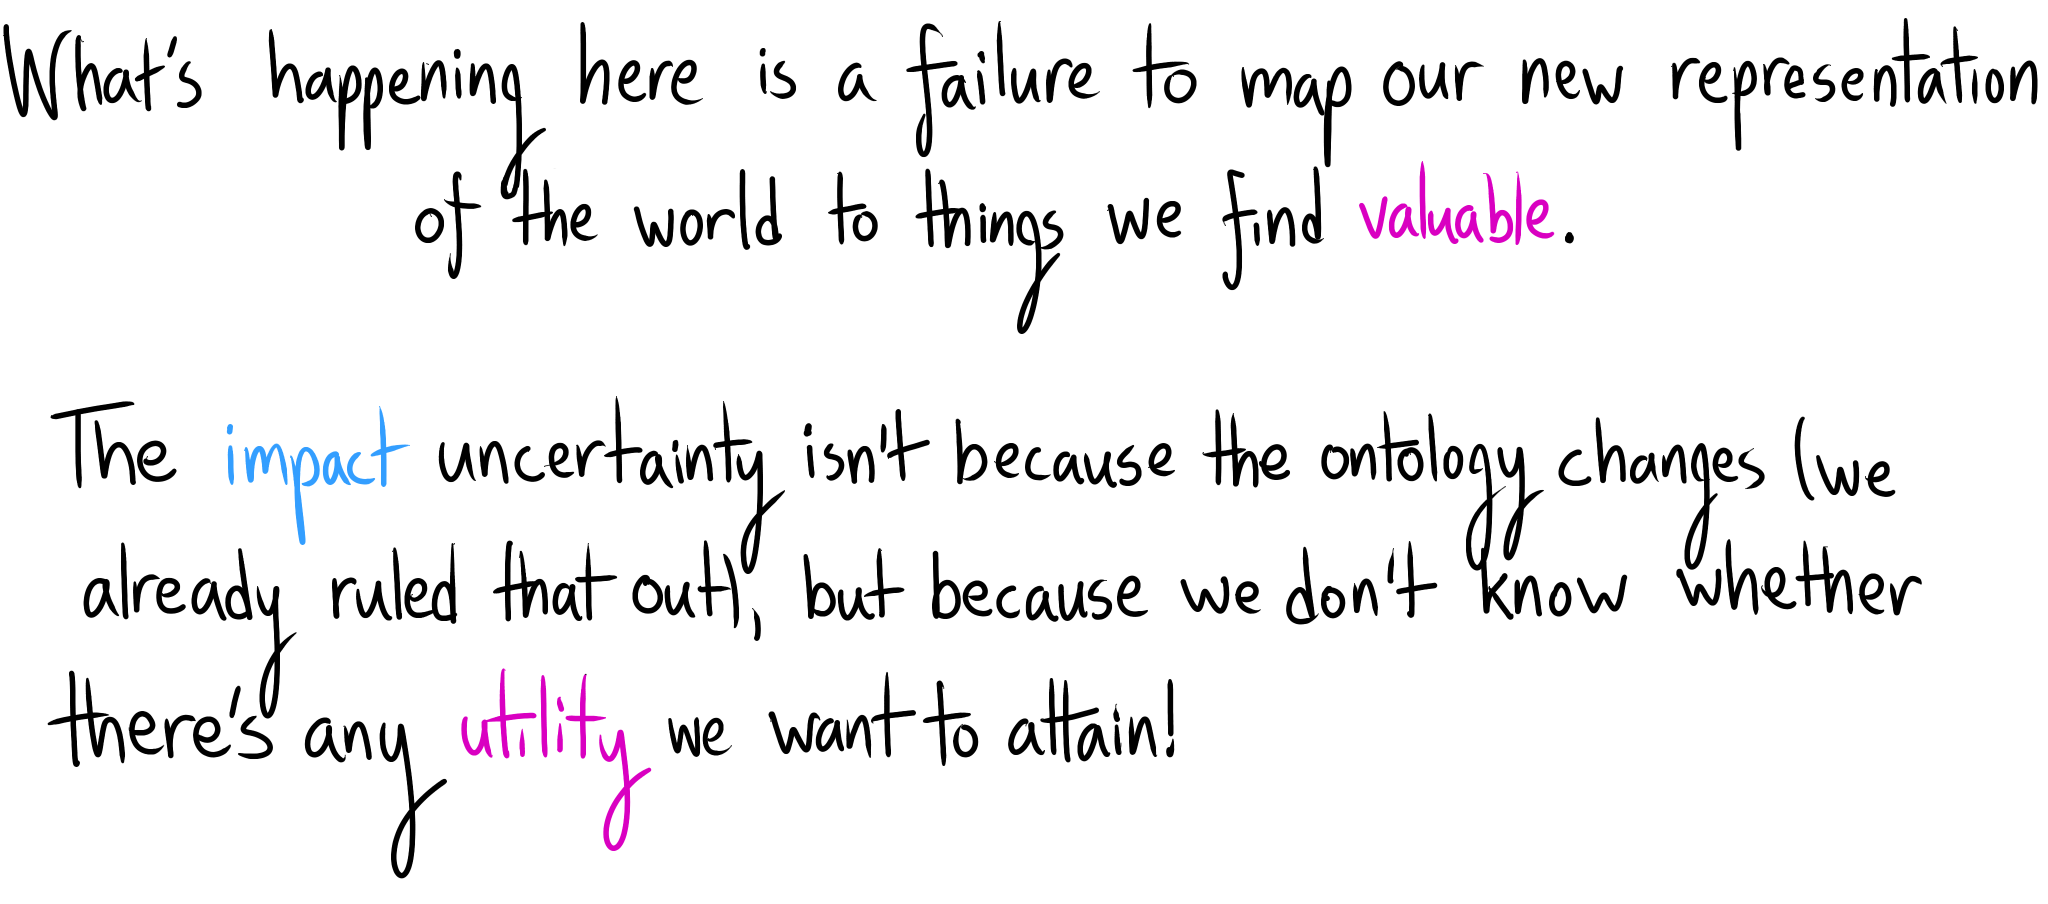 What's happening here is a failure to map our new representation
of the world to things we find valuable.
The impact uncertainty isn't because the ontology changes (we
already ruled that out), but because we don't know whether
there's any utility we want to attain!